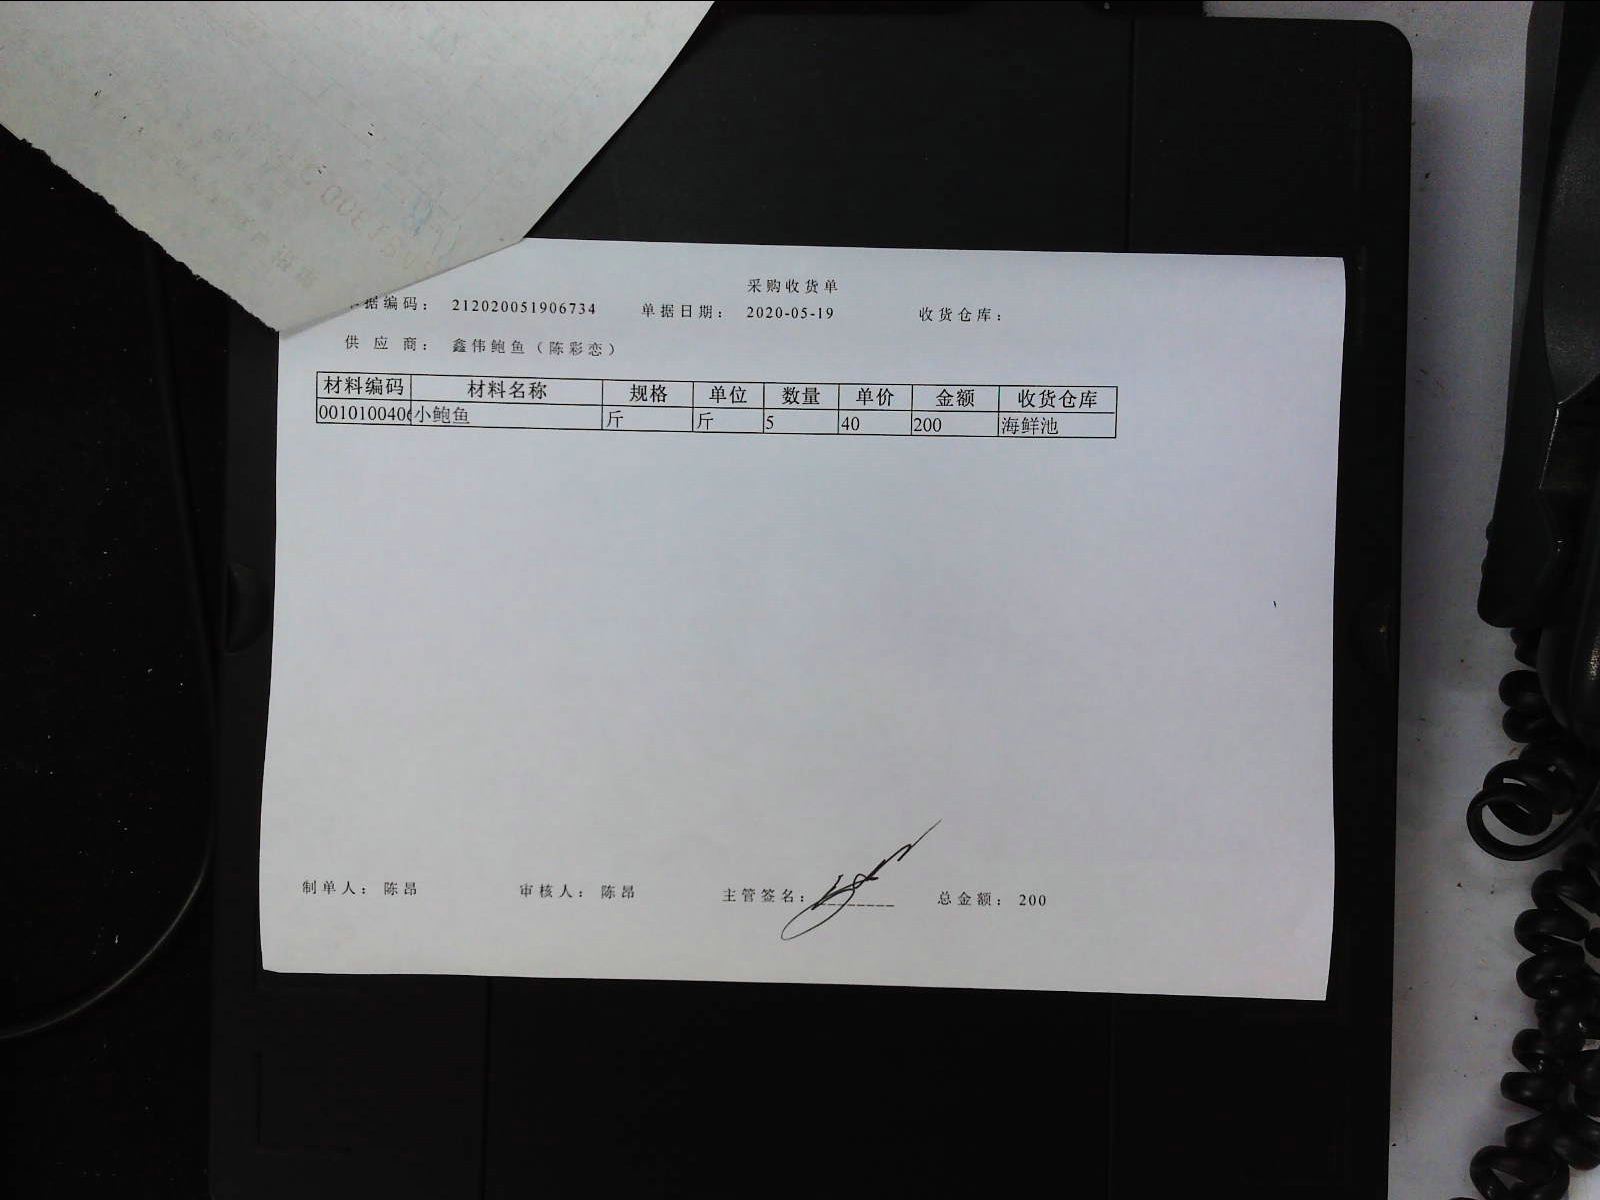 采购收货单
据编码： 212020051906734 单据日期： 2020-05-19 收货仓库：
供 应 商： 鑫伟鲍鱼（陈彩恋）
材料编码 材料名称 规格 单位 数量 单价 金额 收货仓库
0010100406 小鲍鱼 斤 斤 5 40 200 海鲜池
制单人： 陈昂 审核人： 陈昂 主管签名：________ 总金额： 200